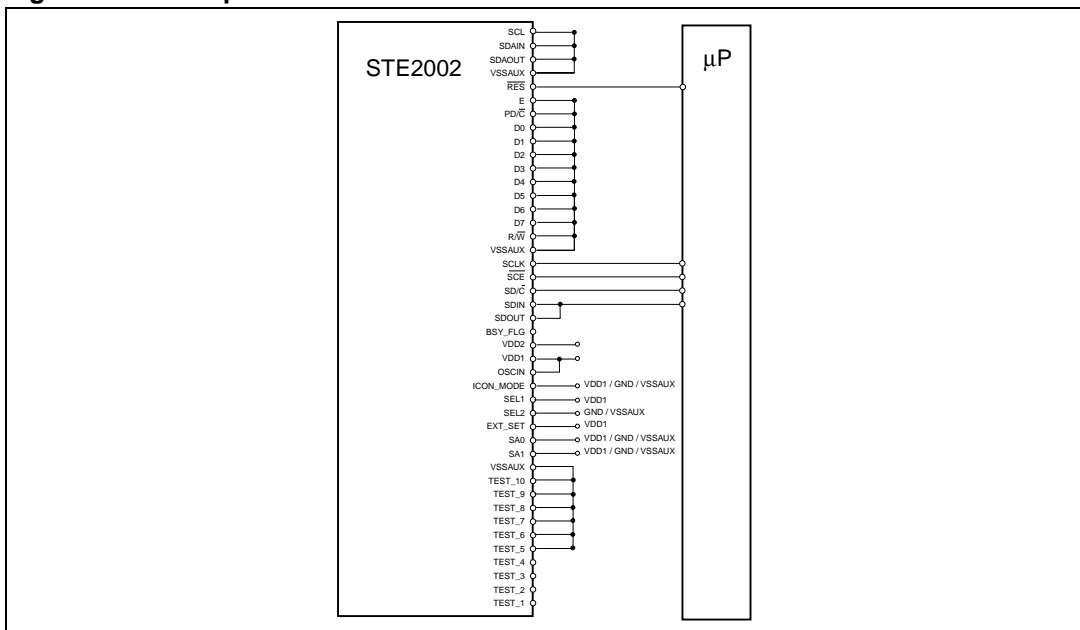 STE2002
μP
SCL
SDAIN
SDAOUT
VSSAUX
R̅E̅S̅
E
PD/C̅
D0
D1
D2
D3
D4
D5
D6
D7
R/W̅
VSSAUX
SCLK
S̅C̅E̅
SD/C̅
SDIN
SDOUT
BSY_FLG
VDD2
VDD1
OSCIN
ICON_MODE VDD1 / GND / VSSAUX
SEL1 VDD1
SEL2 GND / VSSAUX
EXT_SET VDD1
SA0 VDD1 / GND / VSSAUX
SA1 VDD1 / GND / VSSAUX
VSSAUX
TEST_10
TEST_9
TEST_8
TEST_7
TEST_6
TEST_5
TEST_4
TEST_3
TEST_2
TEST_1